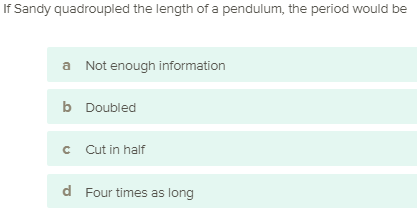 If Sandy quadroupled the length of a pendulum, the period would be
a Not enough information
b Doubled
c Cut in half
d Four times as long